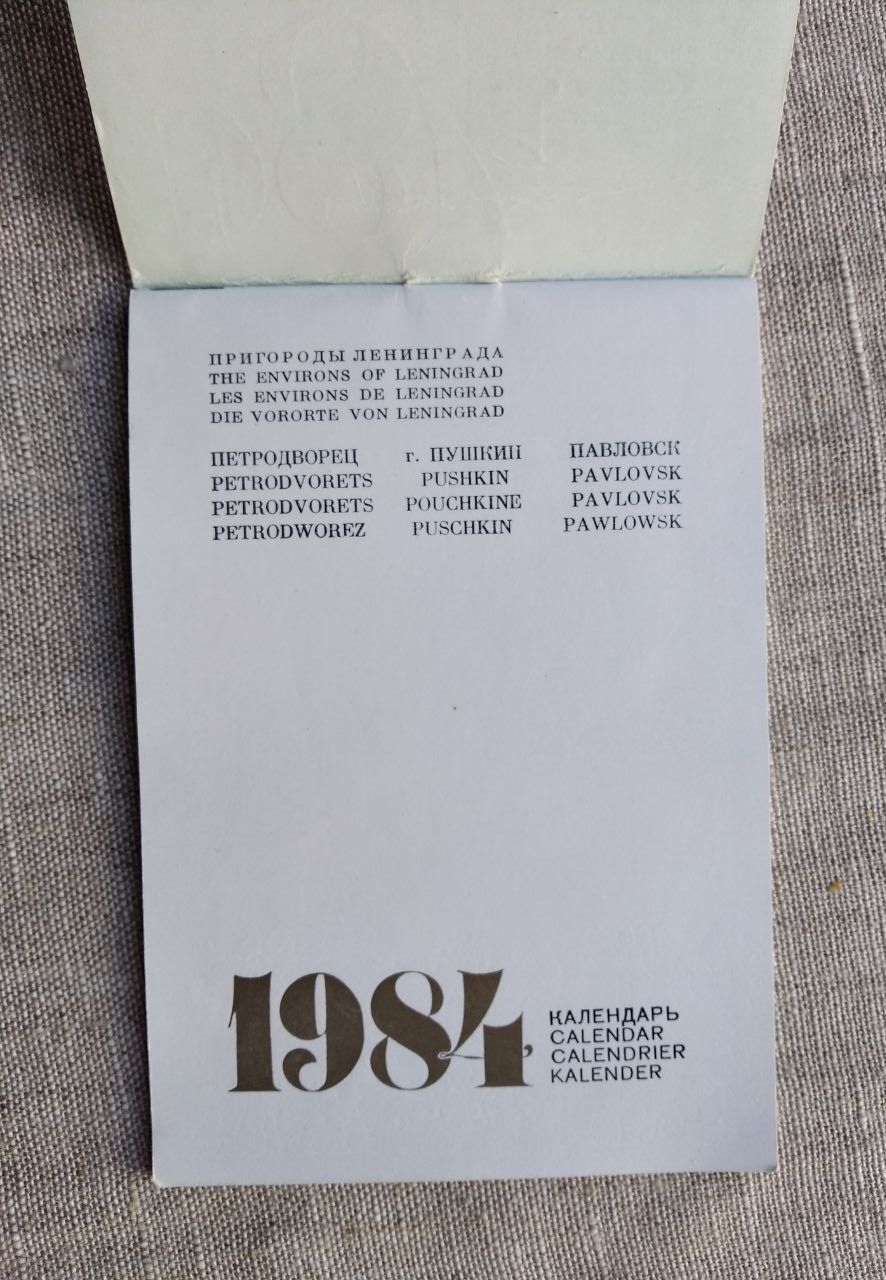 ПРИГОРОДЫ ЛЕНИНГРАДА
THE ENVIRONS OF LENINGRAD
LES ENVIRONS DE LENINGRAD
DIE VORORTE VON LENINGRAD
ПЕТРОДВОРЕЦ г. ПУШКИН ПАВЛОВСК
PETRODVORETS PUSHKIN PAVLOVSK
PETRODVORETS POUCHKINE PAVLOVSK
PETRODWOREZ PUSCHKIN PAWLOWSK
1984
КАЛЕНДАРЬ
CALENDAR
CALENDRIER
KALENDER